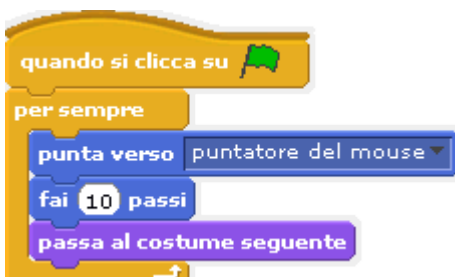 quando si clicca su
per sempre
punta verso puntatore del mouse
fai 10 passi
passa al costume seguente